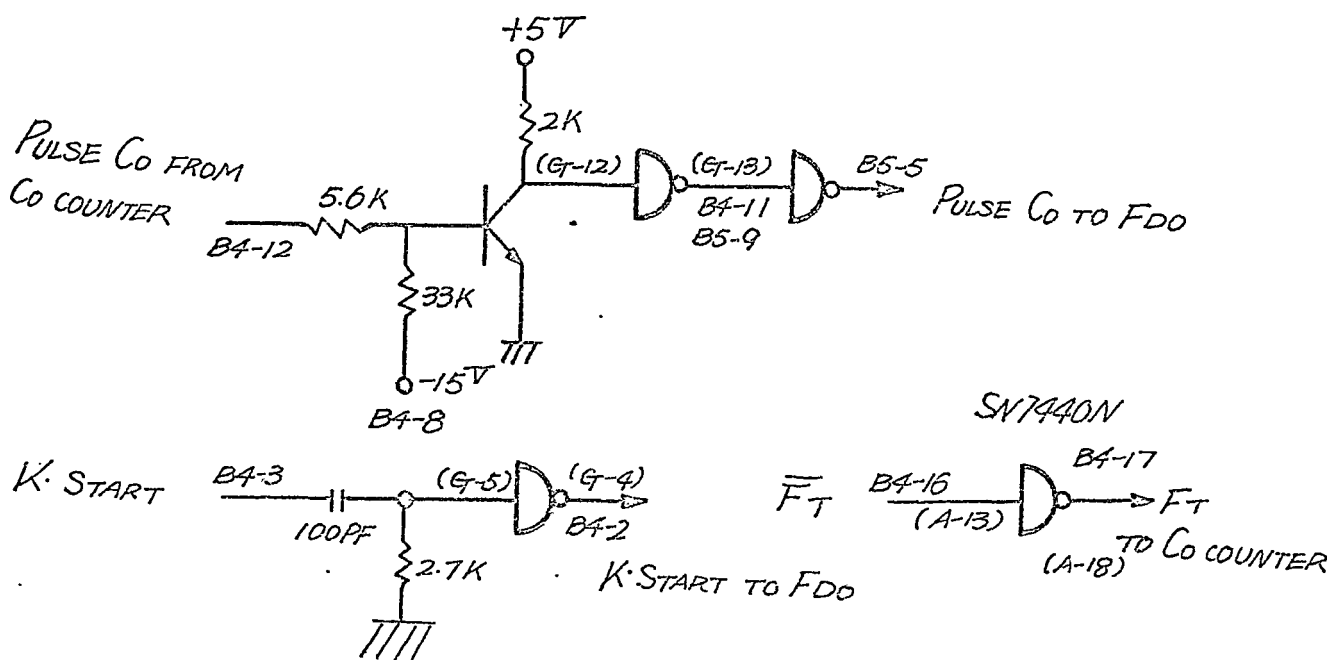 +5V
2K
PULSE Co FROM
Co COUNTER
5.6K
B4-12
(G-12)
(G-13)
B4-11
B5-9
B5-5
PULSE Co TO FDO
33K
-15V
B4-8
K·START
B4-3
100PF
(G-5)
(G-4)
B4-2
2.7K
K·START TO FDO
SN7440N
F̅T
B4-16
(A-13)
B4-17
FT
TO Co COUNTER
(A-18)